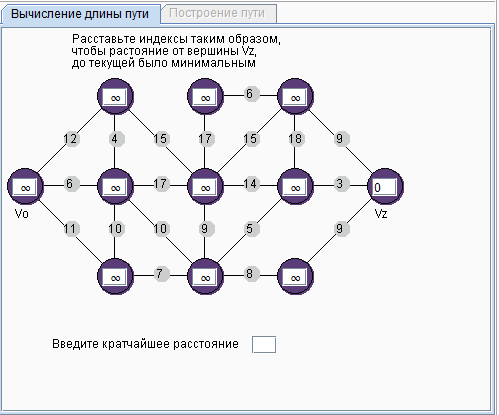 Вычисление длины пути
Построение пути
Расставьте индексы таким образом,
чтобы растояние от вершины Vz,
до текущей было минимальным
∞ ∞ 6 ∞
12 4 15 17 15 18 9
∞ 6 ∞ 17 ∞ 14 ∞ 3 0
Vo Vz
11 10 10 9 5 9
∞ 7 ∞ 8 ∞
Введите кратчайшее расстояние